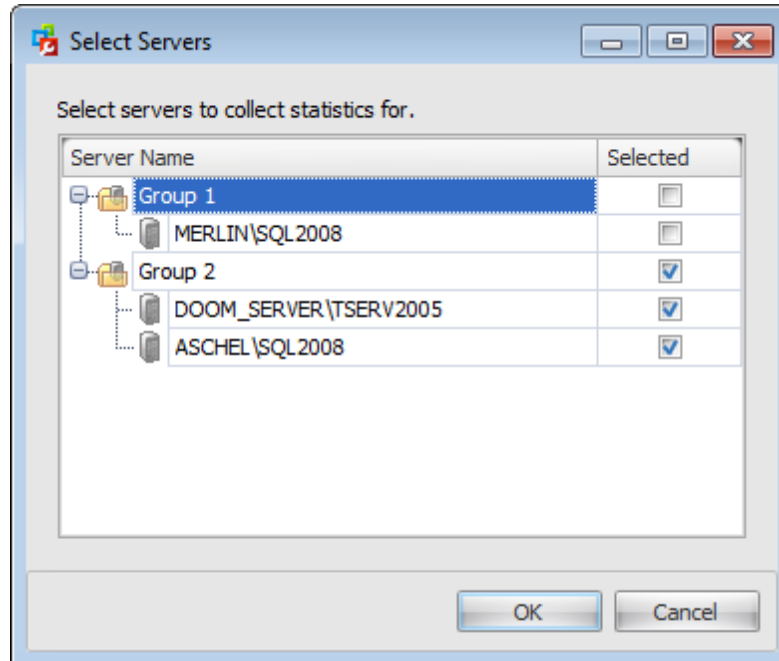 Select Servers
Select servers to collect statistics for.
Server Name Selected
Group 1
MERLIN\SQL2008
Group 2
DOOM_SERVER\TSERV2005
ASCHEL\SQL2008
OK Cancel